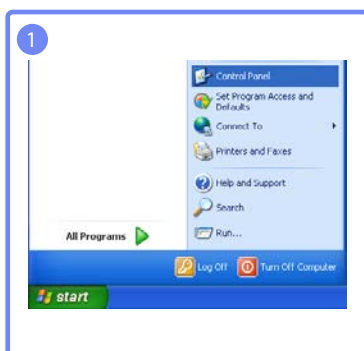 1
Control Panel
Set Program Access and
Defaults
Connect To
Printers and Faxes
Help and Support
Search
All Programs
Run...
Log Off
Turn Off Computer
start